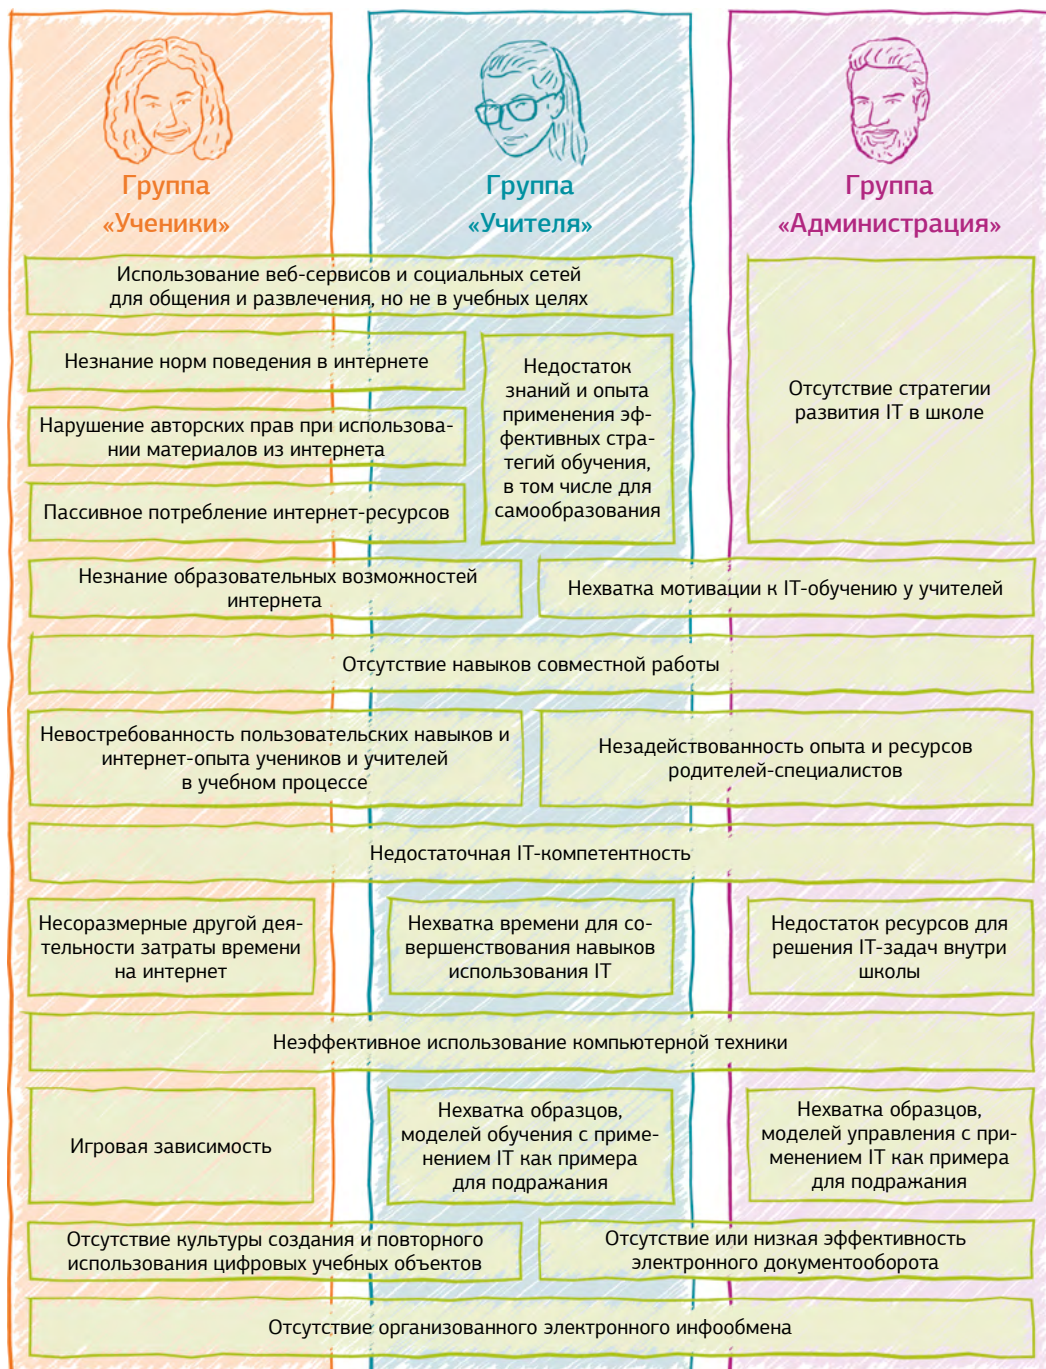 Группа
«Ученики»
Группа
«Учителя»
Группа
«Администрация»
Использование веб-сервисов и социальных сетей
для общения и развлечения, но не в учебных целях
Незнание норм поведения в интернете
Нарушение авторских прав при использова-
нии материалов из интернета
Пассивное потребление интернет-ресурсов
Недостаток
знаний и опыта
применения эф-
фективных стра-
тегий обучения,
в том числе для
самообразования
Отсутствие стратегии
развития IT в школе
Незнание образовательных возможностей
интернета
Нехватка мотивации к IT-обучению у учителей
Отсутствие навыков совместной работы
Невостребованность пользовательских навыков и
интернет-опыта учеников и учителей
в учебном процессе
Незадействованность опыта и ресурсов
родителей-специалистов
Недостаточная IT-компетентность
Несоразмерные другой дея-
тельности затраты времени
на интернет
Нехватка времени для со-
вершенствования навыков
использования IT
Недостаток ресурсов для
решения IT-задач внутри
школы
Неэффективное использование компьютерной техники
Игровая зависимость
Нехватка образцов,
моделей обучения с приме-
нением IT как примера
для подражания
Нехватка образцов,
моделей управления с при-
менением IT как примера
для подражания
Отсутствие культуры создания и повторного
использования цифровых учебных объектов
Отсутствие или низкая эффективность
электронного документооборота
Отсутствие организованного электронного инфообмена